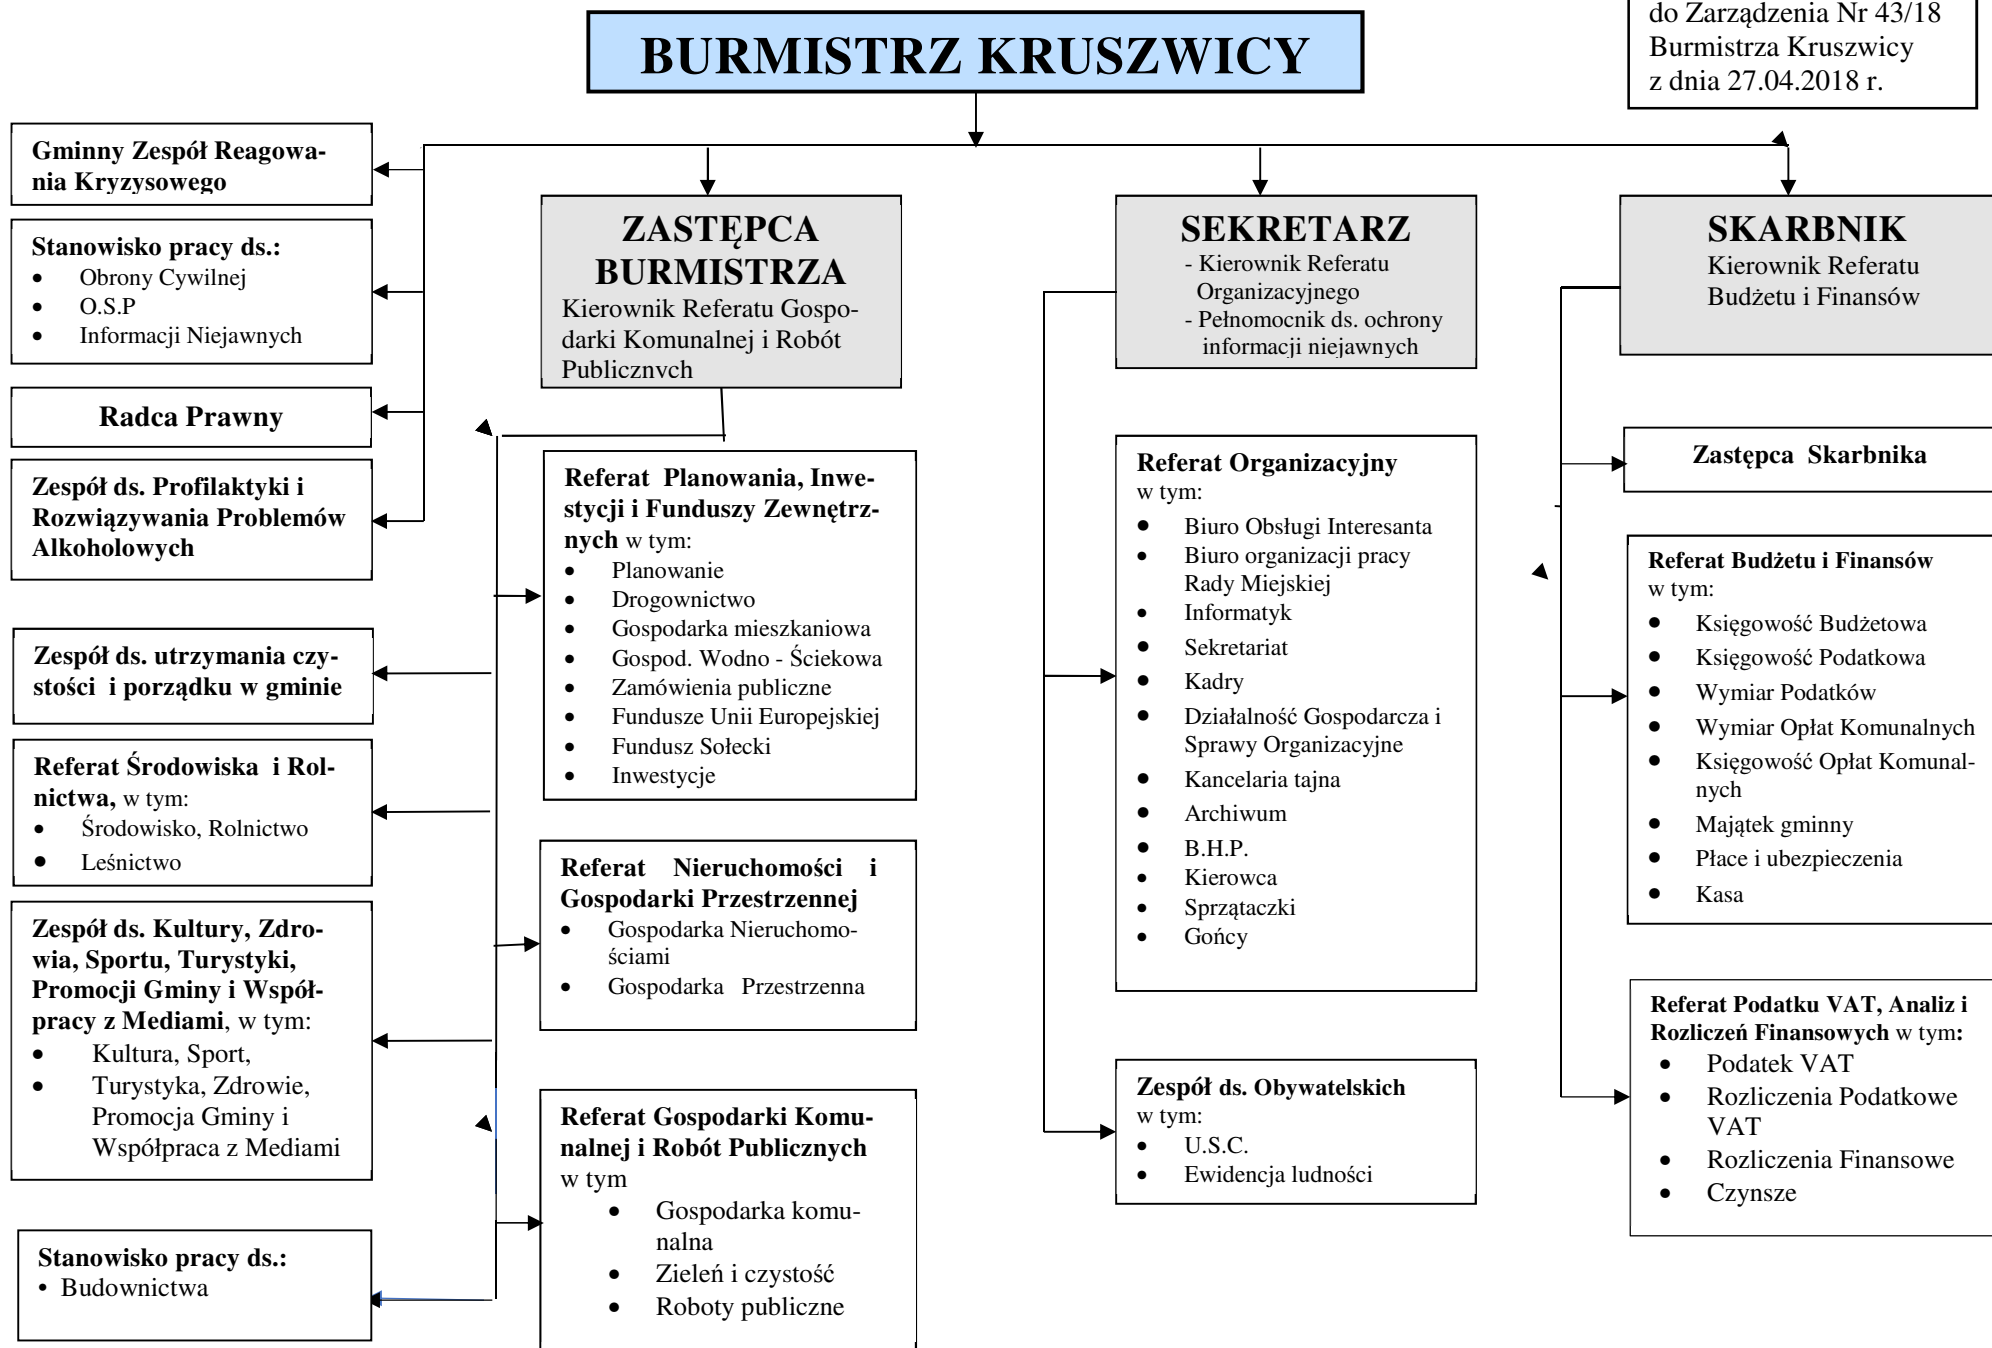 do Zarządzenia Nr 43/18
Burmistrza Kruszwicy
z dnia 27.04.2018 r.
BURMISTRZ KRUSZWICY
Gminny Zespół Reagowa-
nia Kryzysowego
Stanowisko pracy ds.:
• Obrony Cywilnej
• O.S.P
• Informacji Niejawnych
Radca Prawny
Zespół ds. Profilaktyki i
Rozwiązywania Problemów
Alkoholowych
Zespół ds. utrzymania czy-
stości i porządku w gminie
Referat Środowiska i Rol-
nictwa, w tym:
• Środowisko, Rolnictwo
• Leśnictwo
Zespół ds. Kultury, Zdro-
wia, Sportu, Turystyki,
Promocji Gminy i Współ-
pracy z Mediami, w tym:
• Kultura, Sport,
• Turystyka, Zdrowie,
Promocja Gminy i
Współpraca z Mediami
Stanowisko pracy ds.:
• Budownictwa
ZASTĘPCA
BURMISTRZA
Kierownik Referatu Gospo-
darki Komunalnej i Robót
Publicznych
Referat Planowania, Inwe-
stycji i Funduszy Zewnętrz-
nych w tym:
• Planowanie
• Drogownictwo
• Gospodarka mieszkaniowa
• Gospod. Wodno - Ściekowa
• Zamówienia publiczne
• Fundusze Unii Europejskiej
• Fundusz Sołecki
• Inwestycje
Referat Nieruchomości i
Gospodarki Przestrzennej
• Gospodarka Nieruchomo-
ściami
• Gospodarka Przestrzenna
Referat Gospodarki Komu-
nalnej i Robót Publicznych
w tym
• Gospodarka komu-
nalna
• Zieleń i czystość
• Roboty publiczne
SEKRETARZ
- Kierownik Referatu
Organizacyjnego
- Pełnomocnik ds. ochrony
informacji niejawnych
Referat Organizacyjny
w tym:
• Biuro Obsługi Interesanta
• Biuro organizacji pracy
Rady Miejskiej
• Informatyk
• Sekretariat
• Kadry
• Działalność Gospodarcza i
Sprawy Organizacyjne
• Kancelaria tajna
• Archiwum
• B.H.P.
• Kierowca
• Sprzątaczki
• Gońcy
Zespół ds. Obywatelskich
w tym:
• U.S.C.
• Ewidencja ludności
SKARBNIK
Kierownik Referatu
Budżetu i Finansów
Zastępca Skarbnika
Referat Budżetu i Finansów
w tym:
• Księgowość Budżetowa
• Księgowość Podatkowa
• Wymiar Podatków
• Wymiar Opłat Komunalnych
• Księgowość Opłat Komunal-
nych
• Majątek gminny
• Płace i ubezpieczenia
• Kasa
Referat Podatku VAT, Analiz i
Rozliczeń Finansowych w tym:
• Podatek VAT
• Rozliczenia Podatkowe
VAT
• Rozliczenia Finansowe
• Czynsze